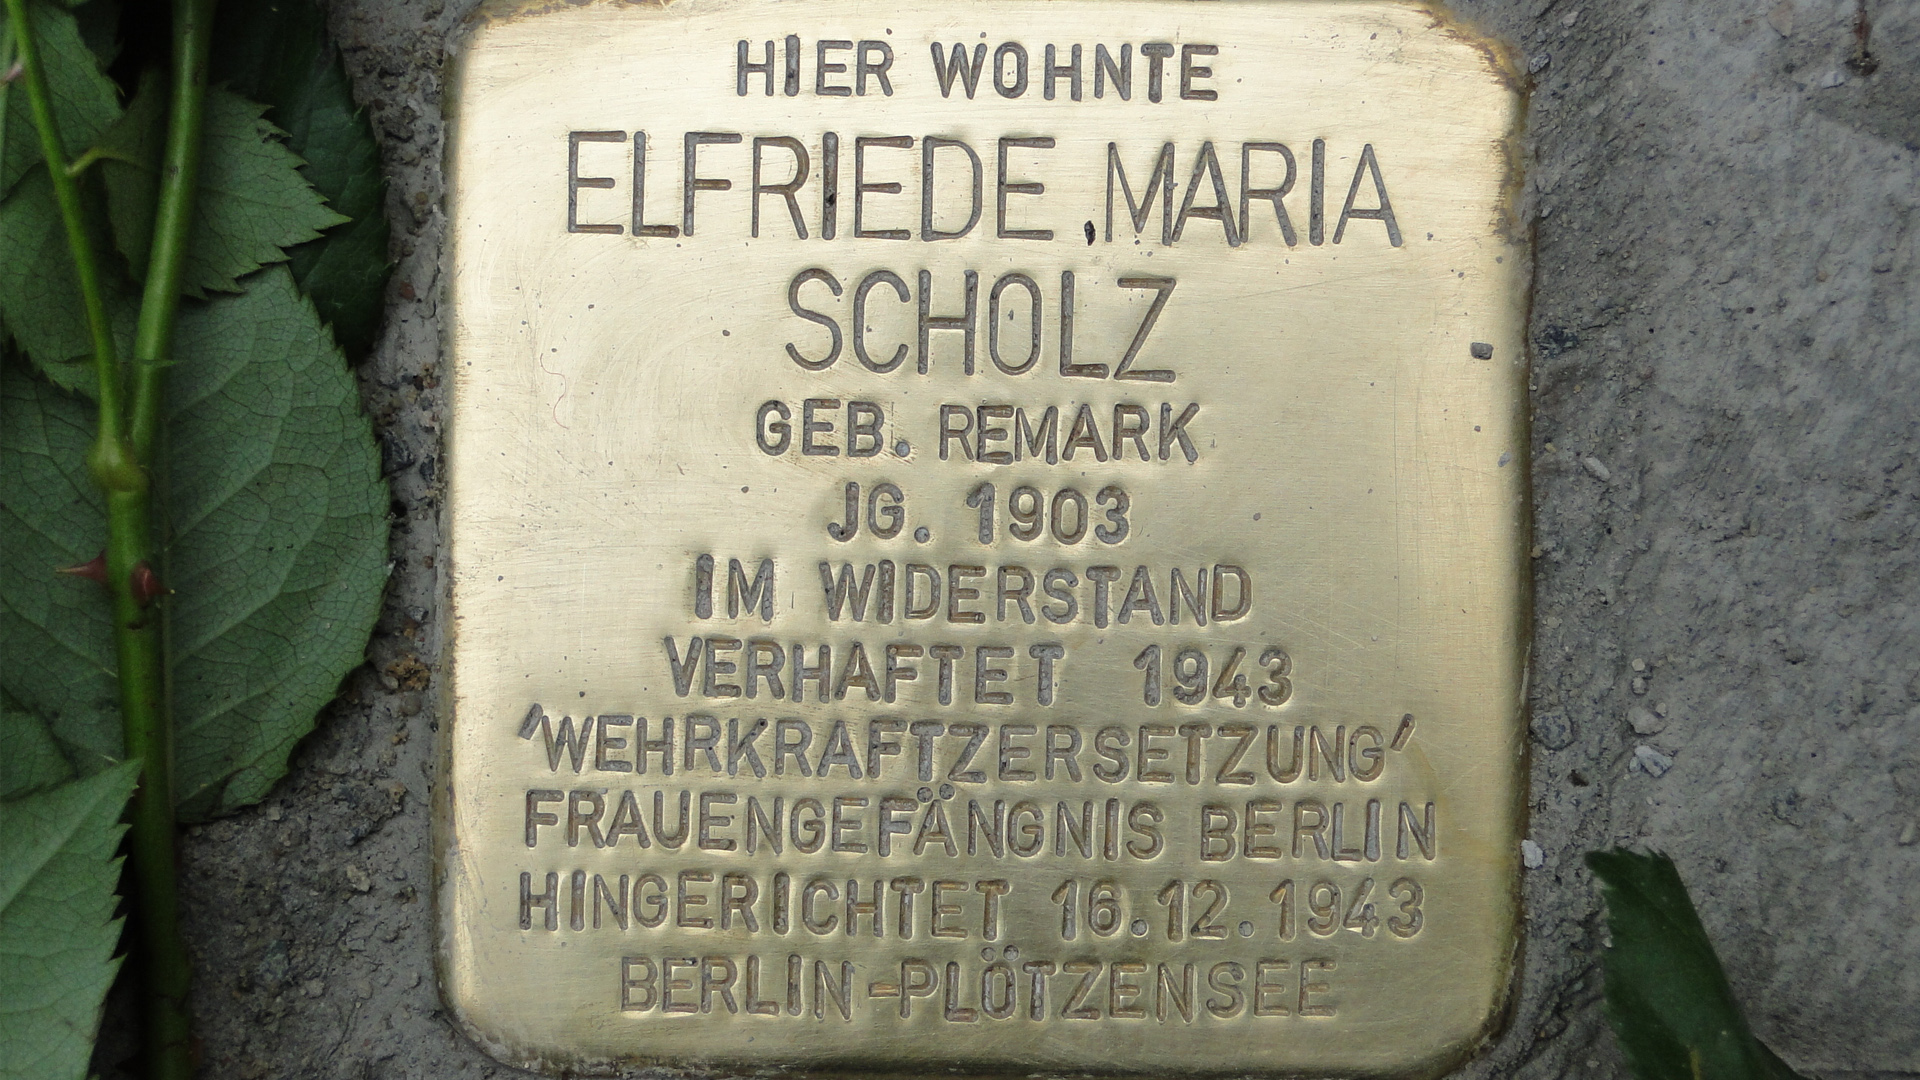 HIER WOHNTE
ELFRIEDE MARIA
SCHOLZ
GEB. REMARK
JG. 1903
IM WIDERSTAND
VERHAFTET 1943
'WEHRKRAFTZERSETZUNG'
FRAUENGEFÄNGNIS BERLIN
HINGERICHTET 16.12.1943
BERLIN-PLÖTZENSEE